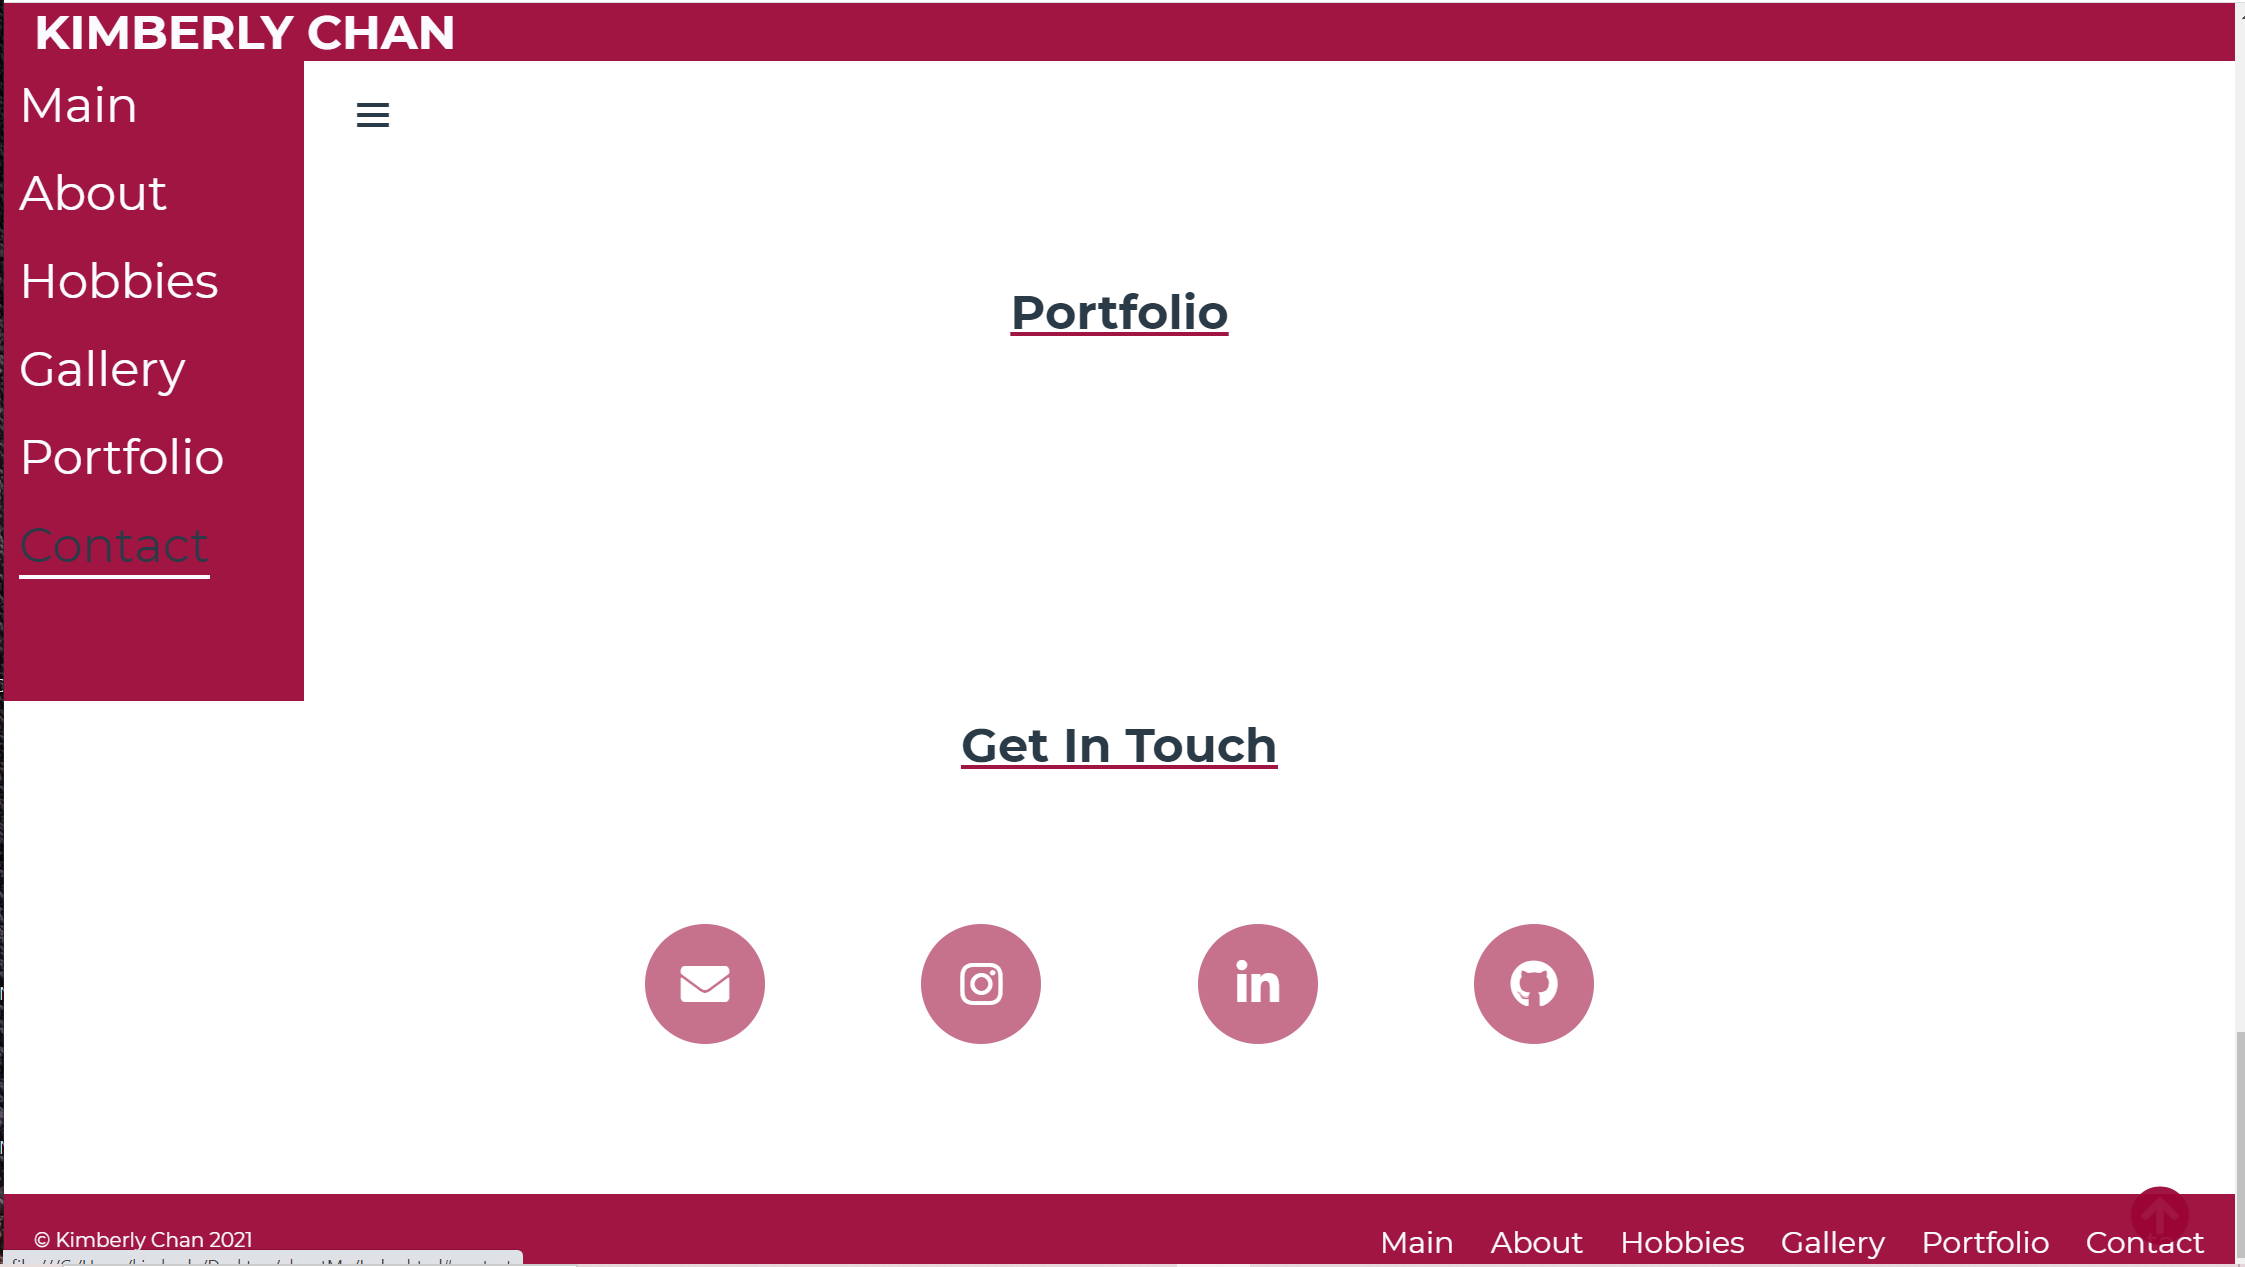 KIMBERLY CHAN
Main
About
Hobbies
Gallery
Portfolio
Contact
Portfolio
Get In Touch
in
© Kimberly Chan 2021
Main About Hobbies Gallery Portfolio Contact